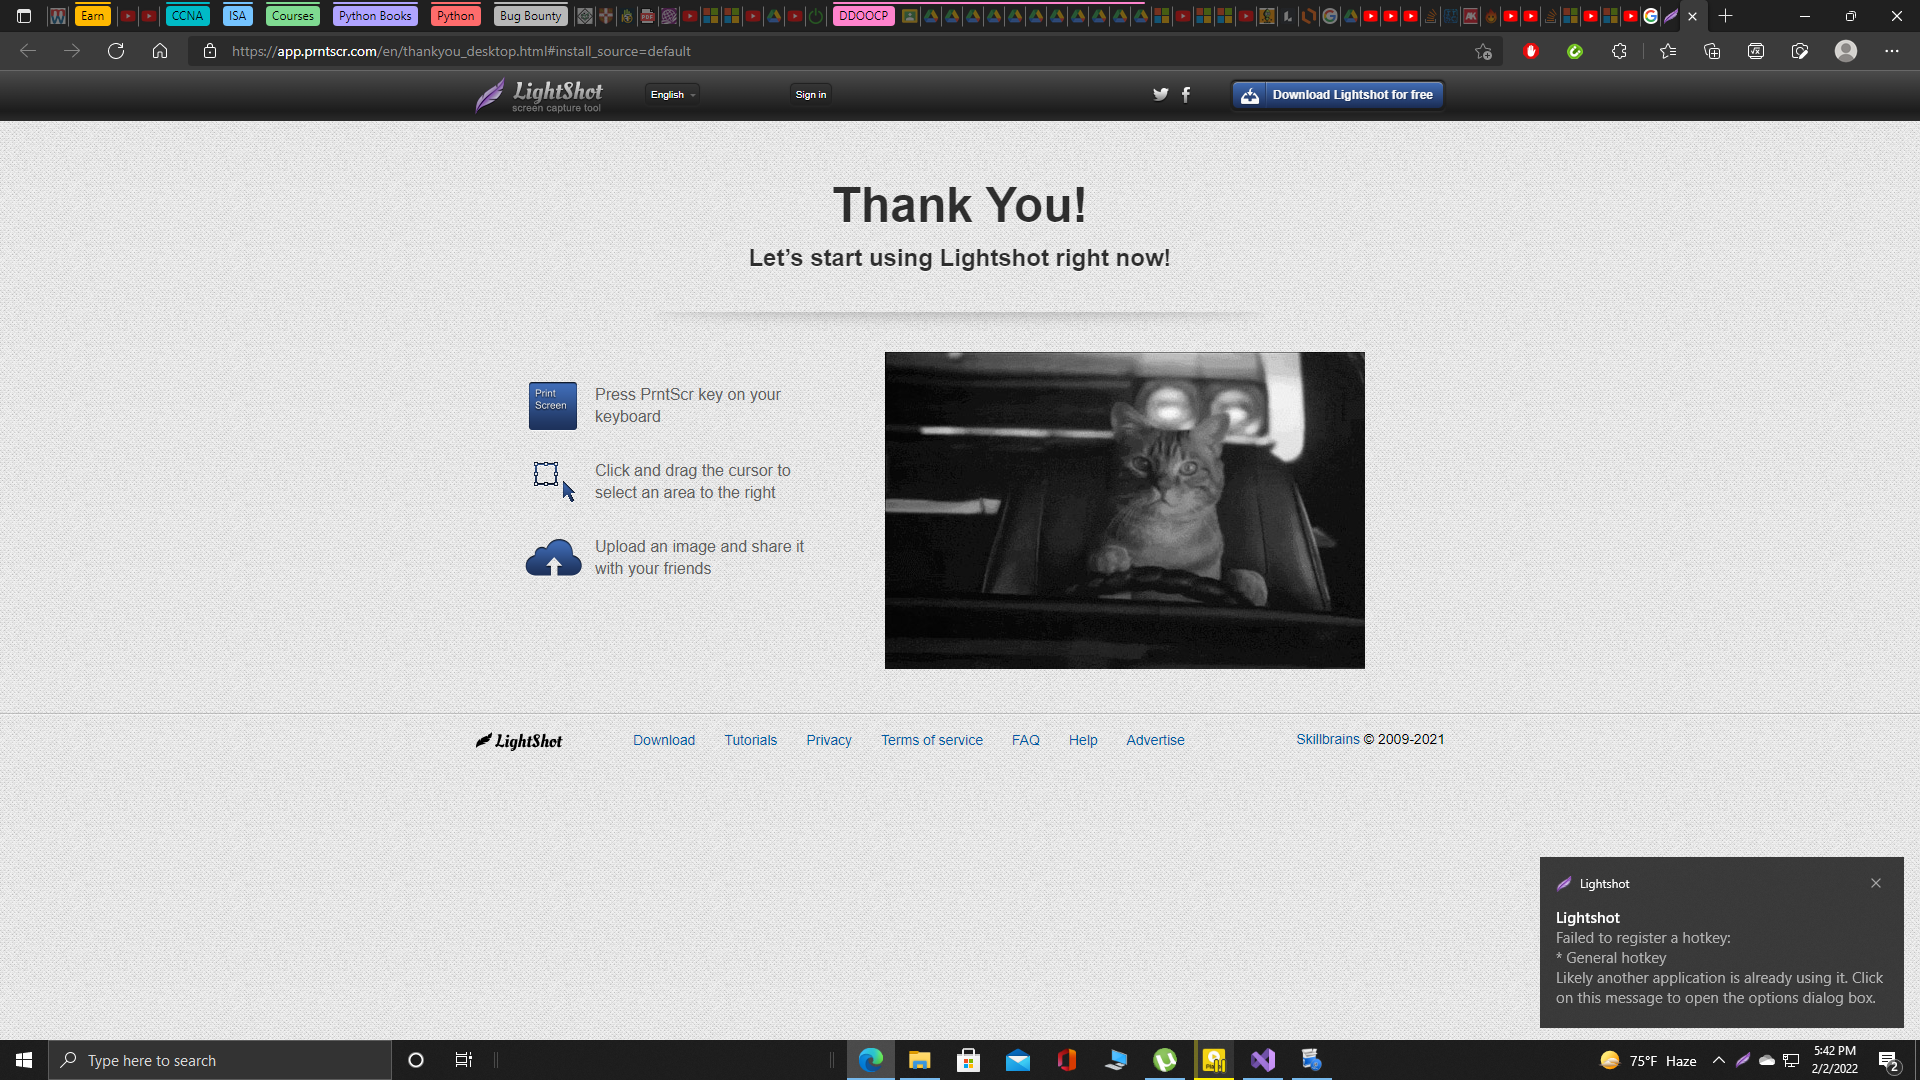 Earn
CCNA
ISA
Courses
Python Books
Python
Bug Bounty
DDOOCP
https://app.prntscr.com/en/thankyou_desktop.html#install_source=default
LightShot
screen capture tool
English
Sign in
Download Lightshot for free
Thank You!
Let’s start using Lightshot right now!
Print
Screen
Press PrntScr key on your
keyboard
Click and drag the cursor to
select an area to the right
Upload an image and share it
with your friends
LightShot
Download
Tutorials
Privacy
Terms of service
FAQ
Help
Advertise
Skillbrains © 2009-2021
Lightshot
Lightshot
Failed to register a hotkey:
* General hotkey
Likely another application is already using it. Click
on this message to open the options dialog box.
Type here to search
75°F Haze
5:42 PM
2/2/2022
2